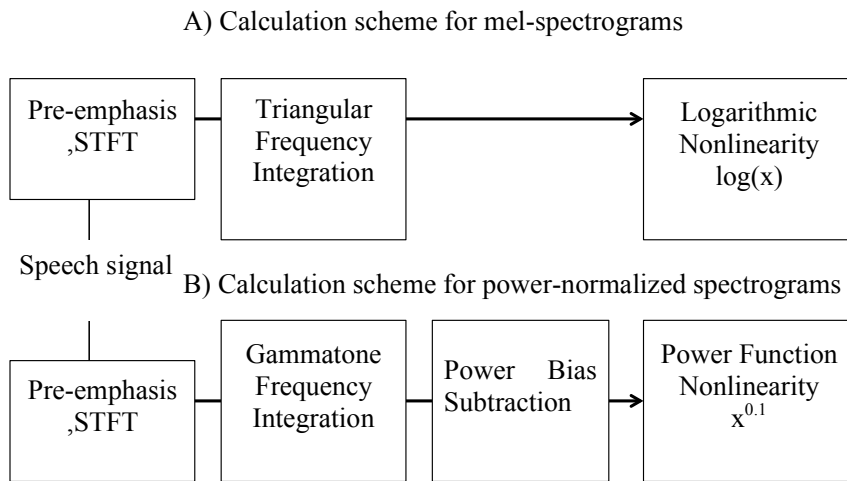 A) Calculation scheme for mel-spectrograms
Pre-emphasis
,STFT
Triangular
Frequency
Integration
Logarithmic
Nonlinearity
log(x)
Speech signal
B) Calculation scheme for power-normalized spectrograms
Pre-emphasis
,STFT
Gammatone
Frequency
Integration
Power Bias
Subtraction
Power Function
Nonlinearity
x^0.1